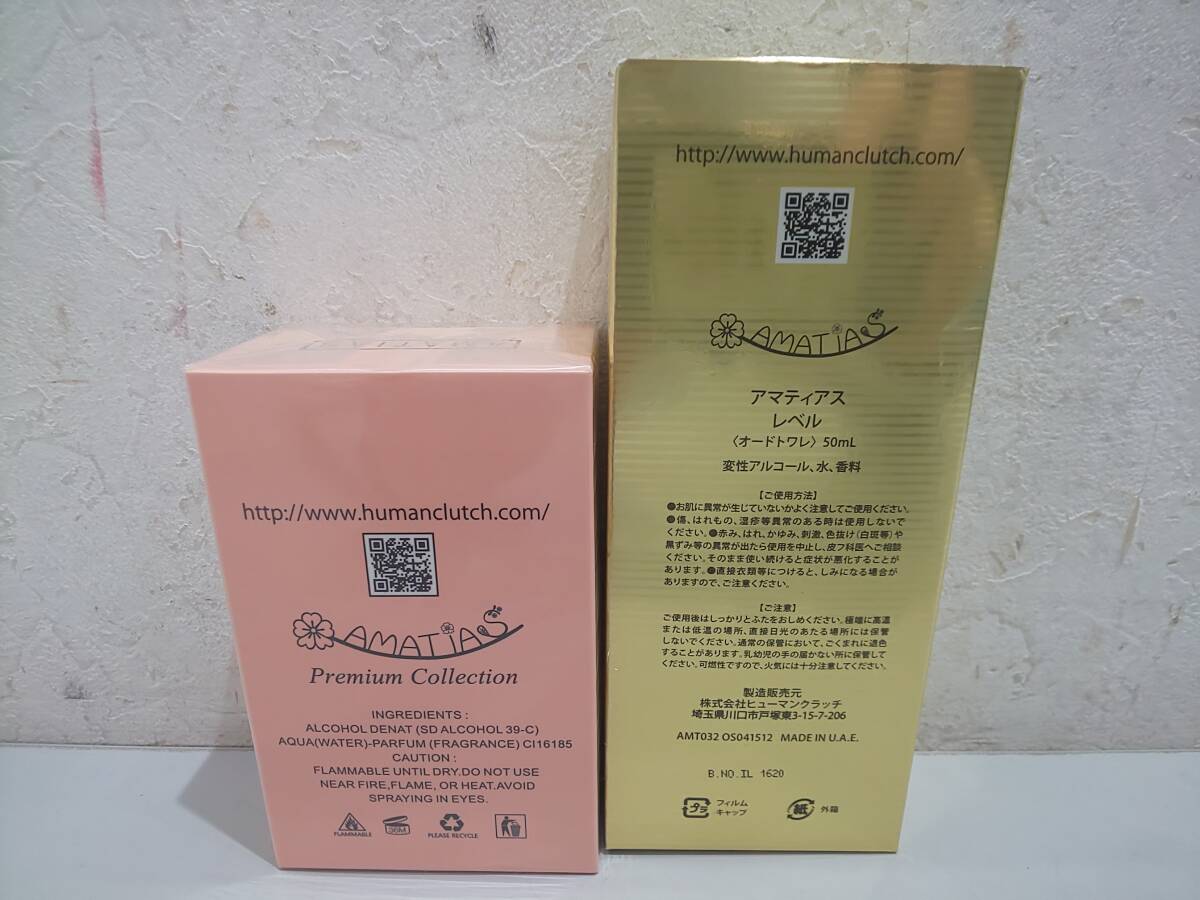 http://www.humanclutch.com/
AMATIAS
Premium Collection
INGREDIENTS :
ALCOHOL DENAT (SD ALCOHOL 39-C)
AQUA(WATER)-PARFUM (FRAGRANCE) CI16185
CAUTION :
FLAMMABLE UNTIL DRY.DO NOT USE
NEAR FIRE,FLAME, OR HEAT.AVOID
SPRAYING IN EYES.
FLAMMABLE
36M
PLEASE RECYCLE
http://www.humanclutch.com/
AMATIAS
アマティアス
レベル
〈オードトワレ〉50mL
変性アルコール、水、香料
【ご使用方法】
●お肌に異常が生じていないかよく注意してご使用ください。
●傷、はれもの、湿疹等異常のある時は使用しないで
ください。●赤み、はれ、かゆみ、刺激、色抜け(白斑等)や
黒ずみ等の異常が出たら使用を中止し、皮フ科医へご相談
ください。そのまま使い続けると症状が悪化することが
あります。●直接衣類等につけると、しみになる場合が
ありますので、ご注意ください。
【ご注意】
ご使用後はしっかりとふたをおしめください。極端に高温
または低温の場所、直接日光のあたる場所には保管
しないでください。通常の保管において、ごくまれに退色
することがあります。乳幼児の手の届かない所に保管して
ください。可燃性ですので、火気には十分注意してください。
製造販売元
株式会社ヒューマンクラッチ
埼玉県川口市戸塚東3-15-7-206
AMT032 OS041512 MADE IN U.A.E.
B.NO.IL 1620
プラ フィルム
キャップ
紙 外箱